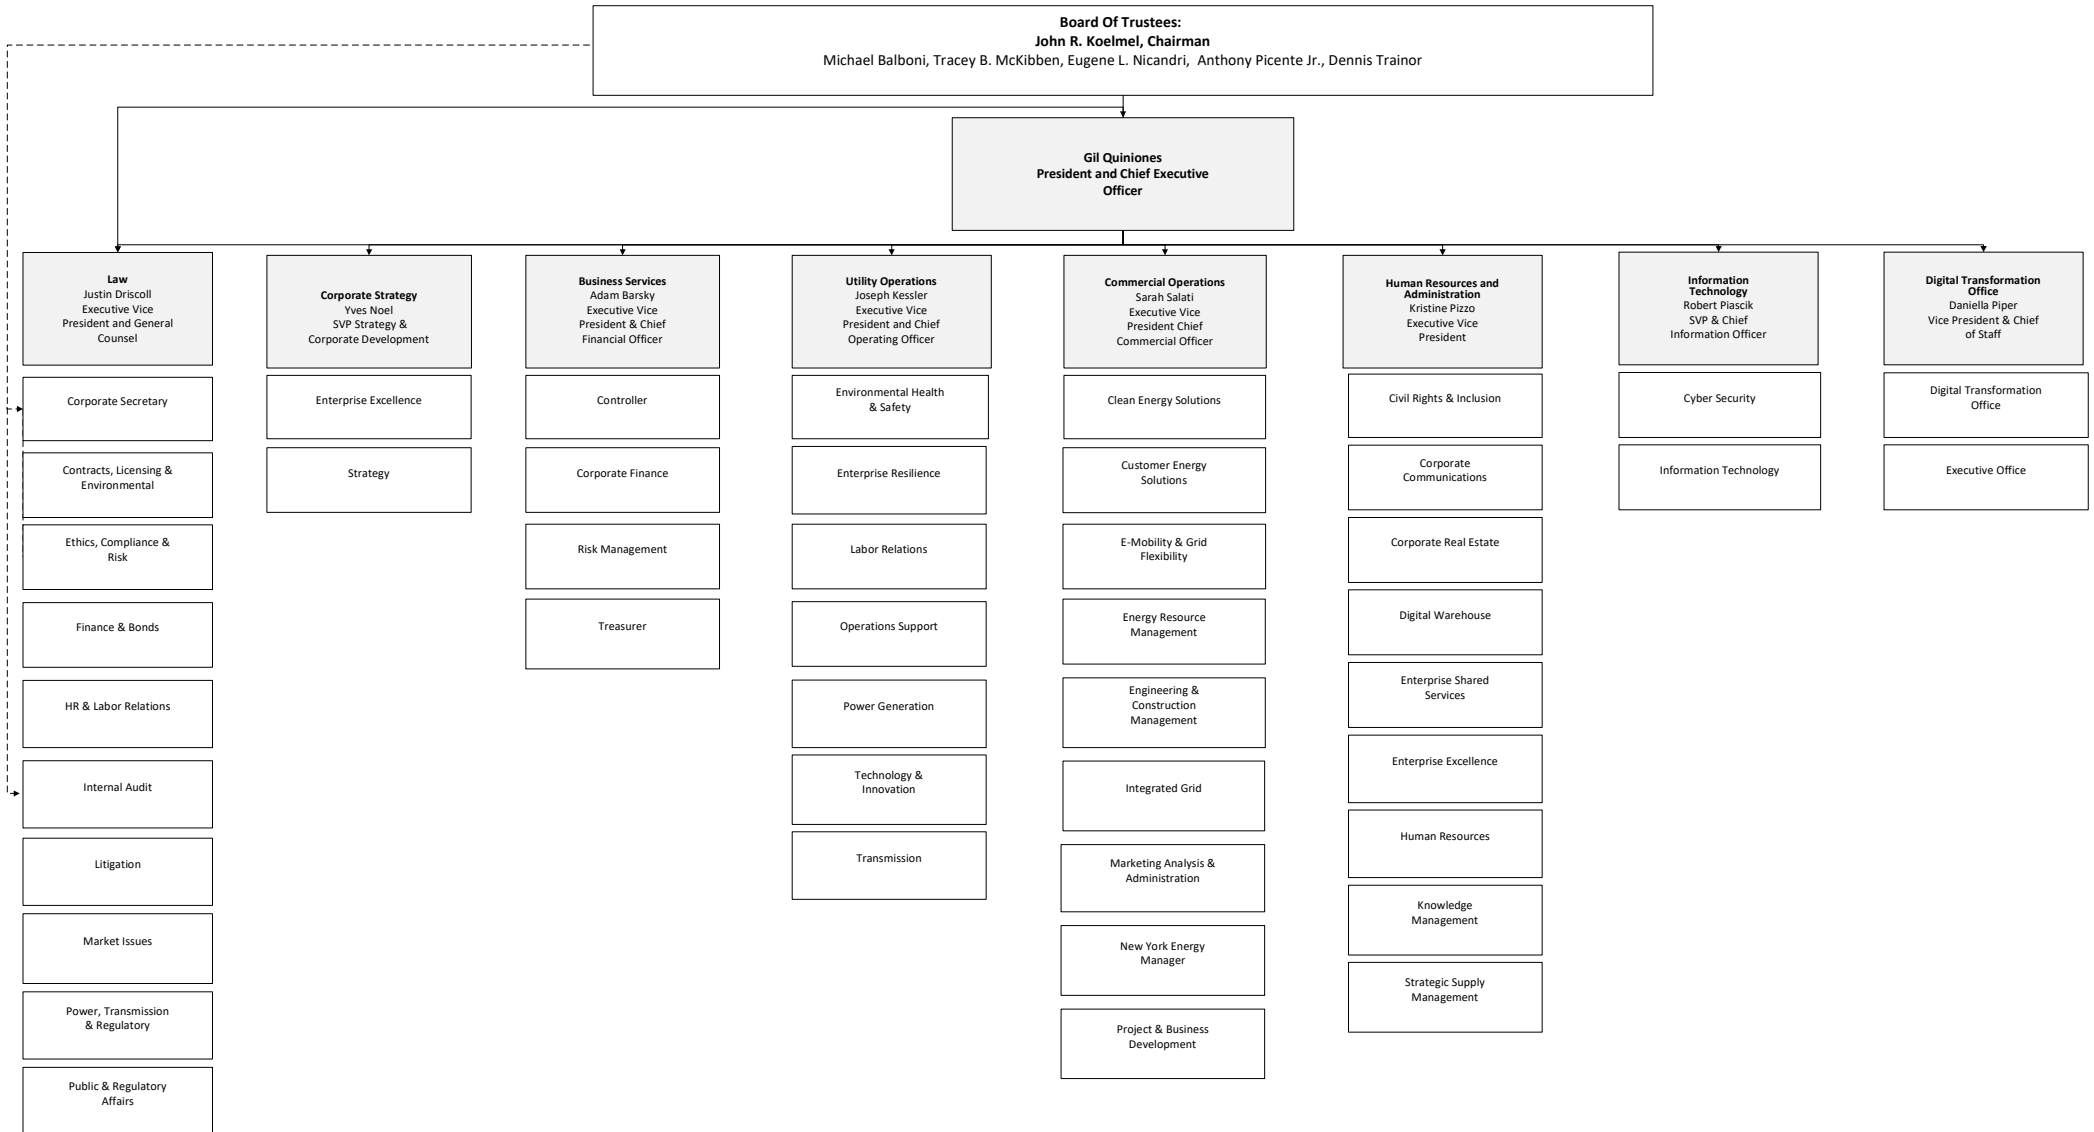 Board Of Trustees:
John R. Koelmel, Chairman
Michael Balboni, Tracey B. McKibben, Eugene L. Nicandri, Anthony Picente Jr., Dennis Trainor
Gil Quiniones
President and Chief Executive
Officer
Law
Justin Driscoll
Executive Vice
President and General
Counsel
Corporate Secretary
Contracts, Licensing &
Environmental
Ethics, Compliance &
Risk
Finance & Bonds
HR & Labor Relations
Internal Audit
Litigation
Market Issues
Power, Transmission
& Regulatory
Public & Regulatory
Affairs
Corporate Strategy
Yves Noel
SVP Strategy &
Corporate Development
Enterprise Excellence
Strategy
Business Services
Adam Barsky
Executive Vice
President & Chief
Financial Officer
Controller
Corporate Finance
Risk Management
Treasurer
Utility Operations
Joseph Kessler
Executive Vice
President and Chief
Operating Officer
Environmental Health
& Safety
Enterprise Resilience
Labor Relations
Operations Support
Power Generation
Technology &
Innovation
Transmission
Commercial Operations
Sarah Salati
Executive Vice
President Chief
Commercial Officer
Clean Energy Solutions
Customer Energy
Solutions
E-Mobility & Grid
Flexibility
Energy Resource
Management
Engineering &
Construction
Management
Integrated Grid
Marketing Analysis &
Administration
New York Energy
Manager
Project & Business
Development
Human Resources and
Administration
Kristine Pizzo
Executive Vice
President
Civil Rights & Inclusion
Corporate
Communications
Corporate Real Estate
Digital Warehouse
Enterprise Shared
Services
Enterprise Excellence
Human Resources
Knowledge
Management
Strategic Supply
Management
Information
Technology
Robert Piascik
SVP & Chief
Information Officer
Cyber Security
Information Technology
Digital Transformation
Office
Daniella Piper
Vice President & Chief
of Staff
Digital Transformation
Office
Executive Office